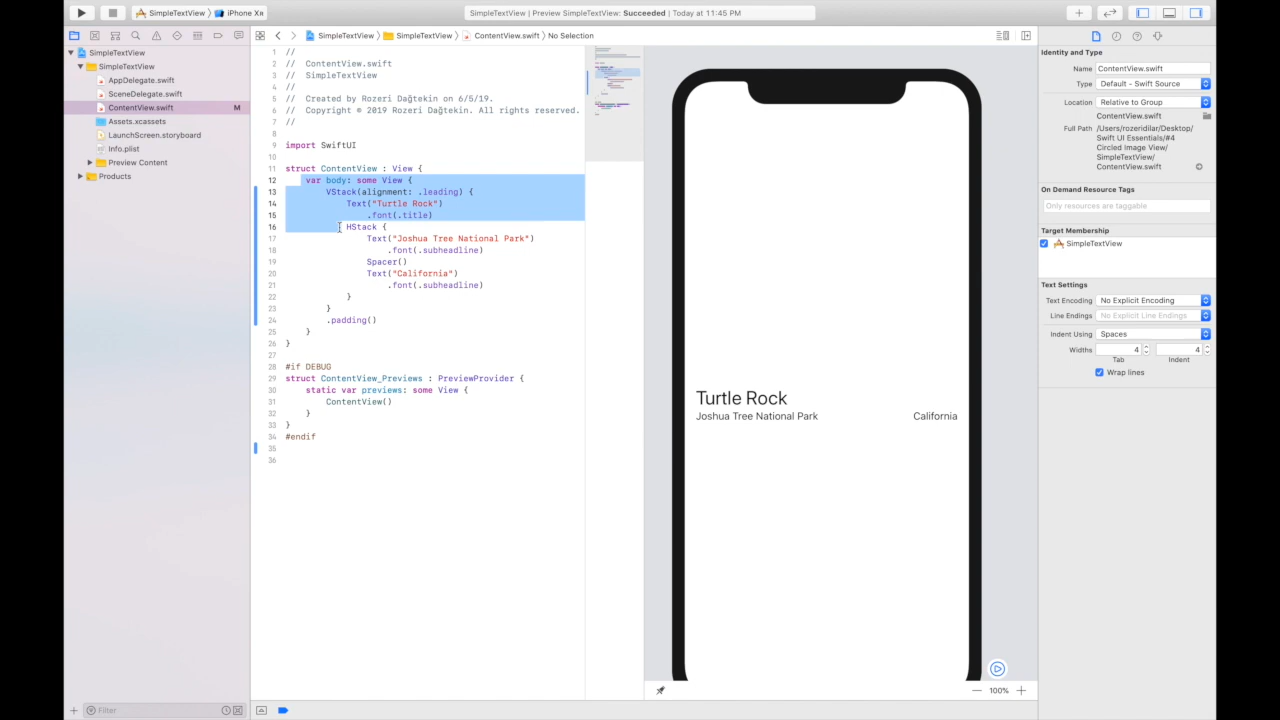 SimpleTextView
iPhone Xʀ
SimpleTextView | Preview SimpleTextView: Succeeded | Today at 11:45 PM
SimpleTextView
SimpleTextView
AppDelegate.swift
SceneDelegate.swift
ContentView.swift
M
Assets.xcassets
LaunchScreen.storyboard
Info.plist
Preview Content
Products
Filter
SimpleTextView
SimpleTextView
ContentView.swift
No Selection
1 //
2 //  ContentView.swift
3 //  SimpleTextView
4 //
5 //  Created by Rozeri Dağtekin on 6/5/19.
6 //  Copyright © 2019 Rozeri Dağtekin. All rights reserved.
7 //
8
9 import SwiftUI
10
11 struct ContentView : View {
12     var body: some View {
13         VStack(alignment: .leading) {
14             Text("Turtle Rock")
15                 .font(.title)
16             HStack {
17                 Text("Joshua Tree National Park")
18                     .font(.subheadline)
19                 Spacer()
20                 Text("California")
21                     .font(.subheadline)
22             }
23         }
24         .padding()
25     }
26 }
27
28 #if DEBUG
29 struct ContentView_Previews : PreviewProvider {
30     static var previews: some View {
31         ContentView()
32     }
33 }
34 #endif
35
36
Turtle Rock
Joshua Tree National Park
California
100%
Identity and Type
Name ContentView.swift
Type Default - Swift Source
Location Relative to Group
ContentView.swift
Full Path /Users/rozeridilar/Desktop/
Swift UI Essentials/#4
Circled Image View/
SimpleTextView/
ContentView.swift
On Demand Resource Tags
Only resources are taggable
Target Membership
SimpleTextView
Text Settings
Text Encoding No Explicit Encoding
Line Endings No Explicit Line Endings
Indent Using Spaces
Widths 4 4
Tab Indent
Wrap lines